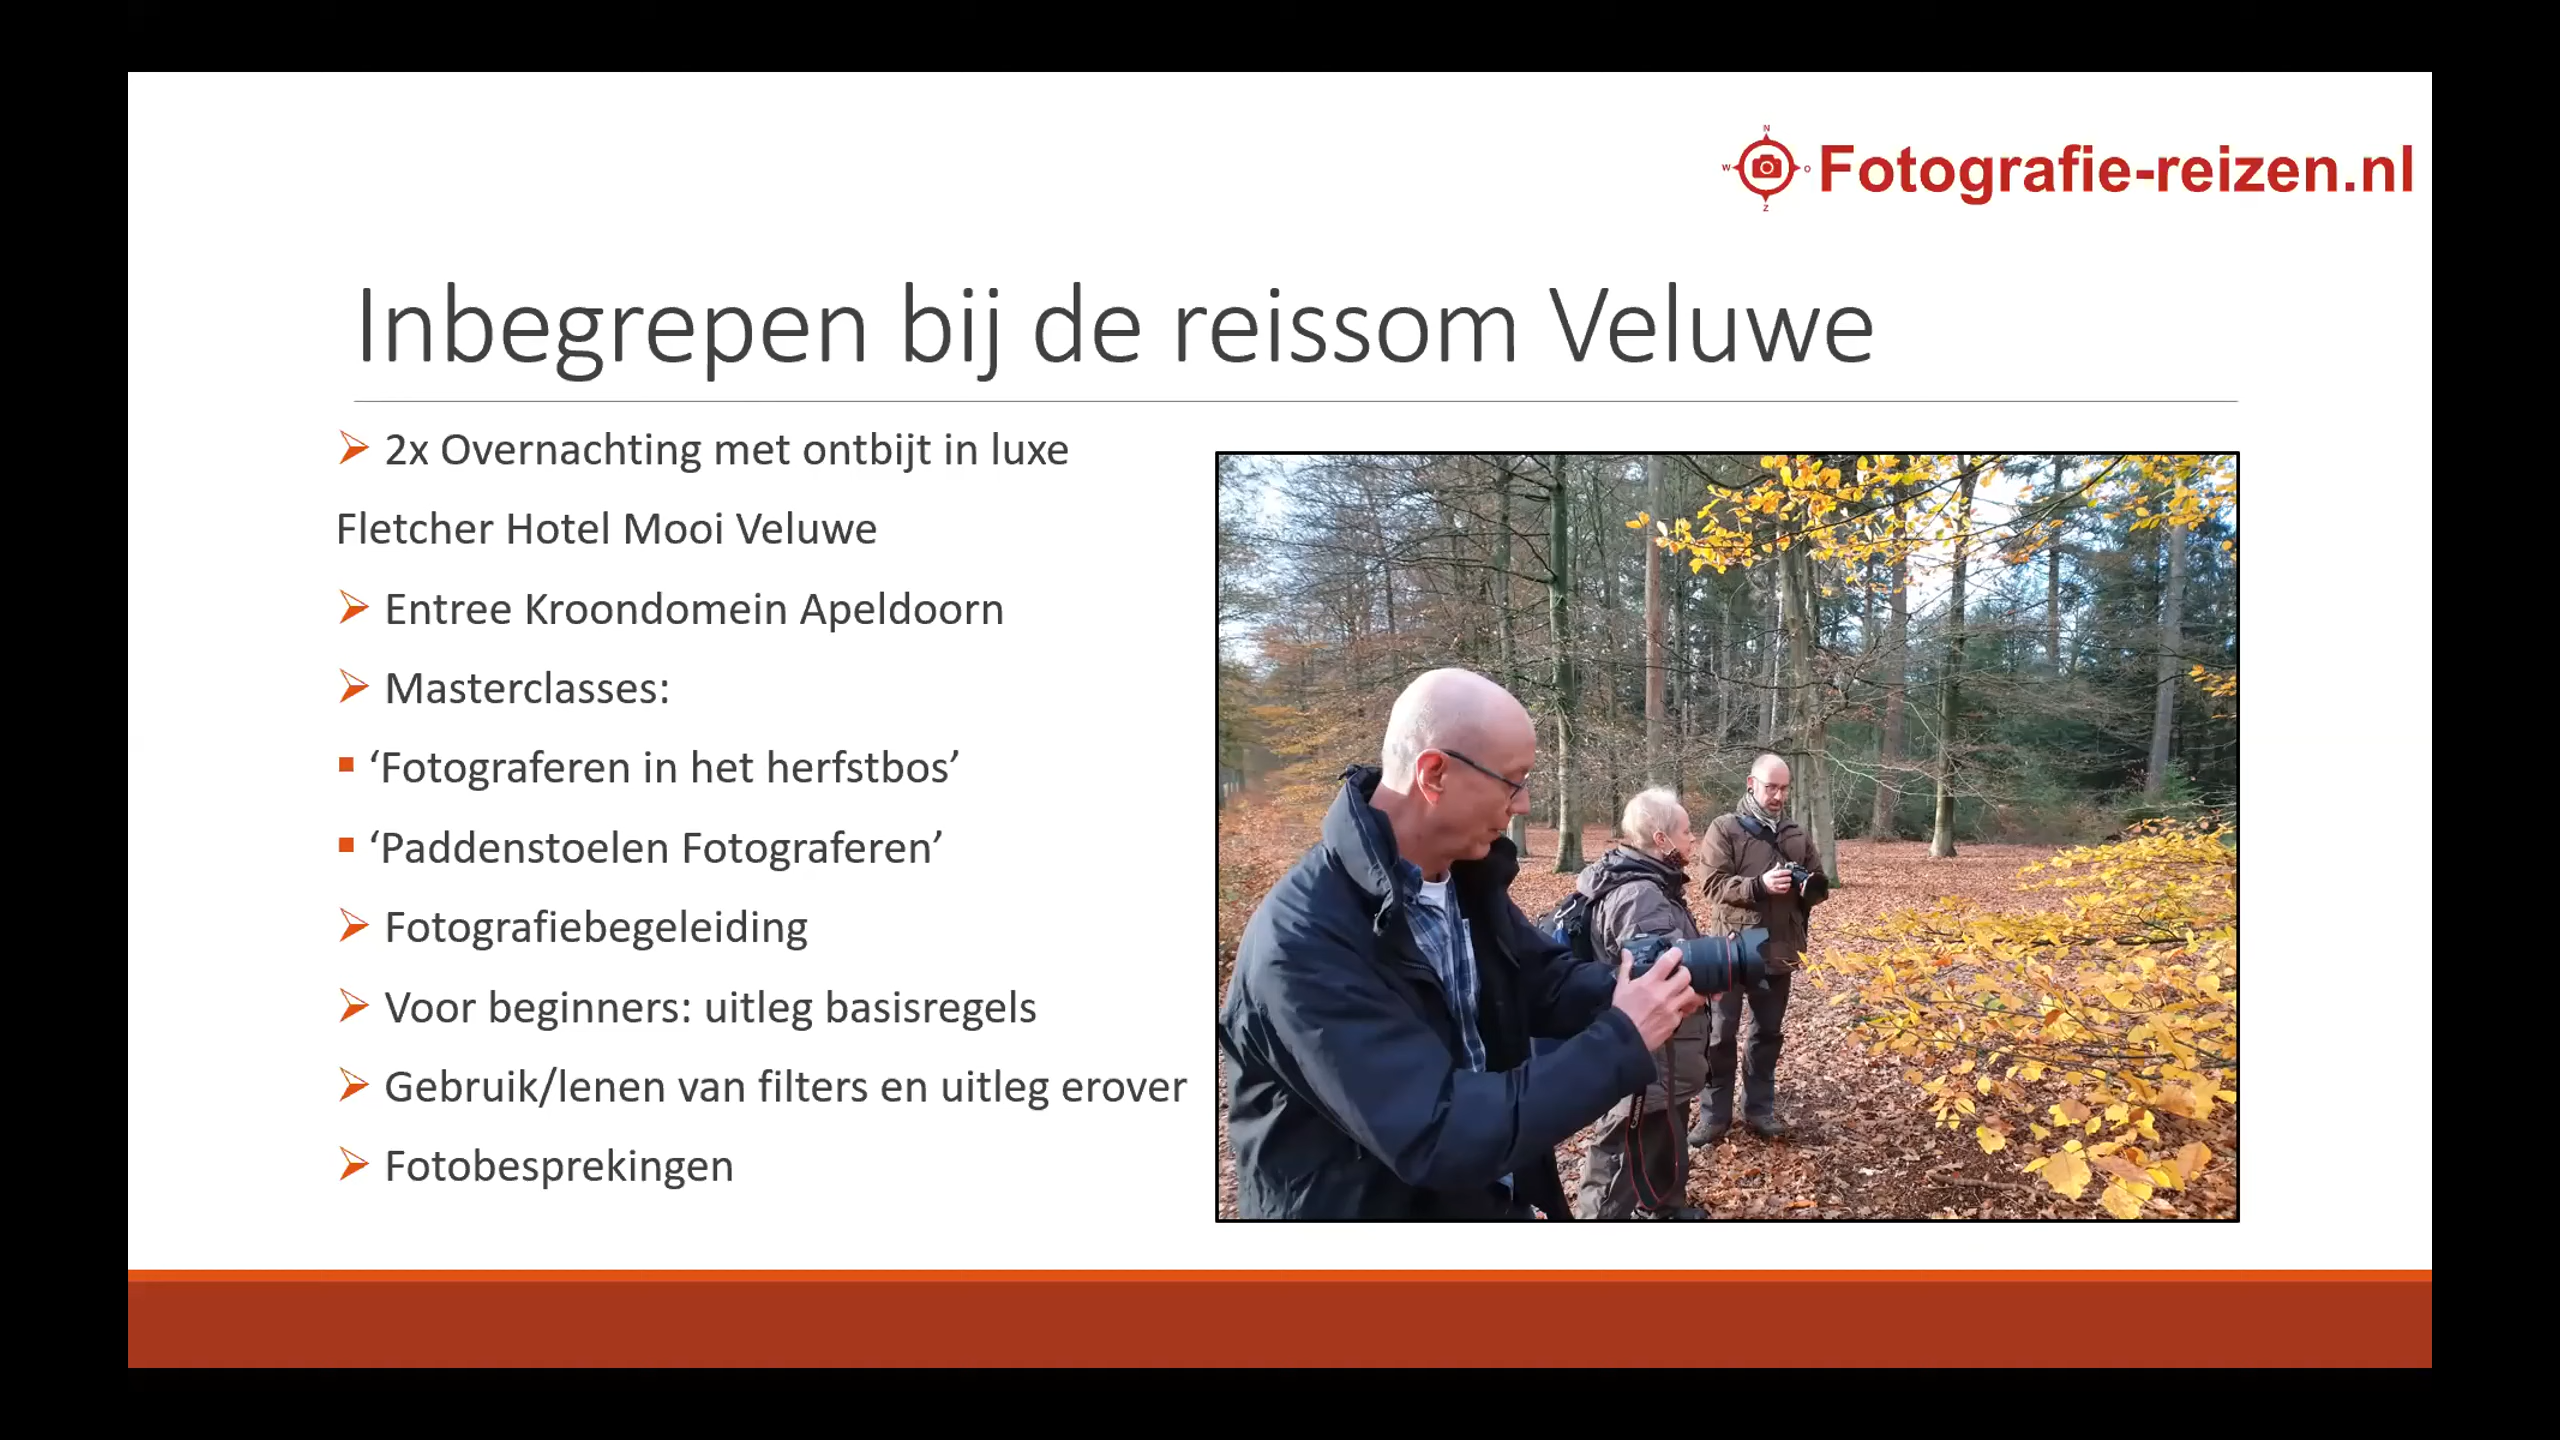 N
W
O
Z
Fotografie-reizen.nl
Inbegrepen bij de reissom Veluwe
2x Overnachting met ontbijt in luxe
Fletcher Hotel Mooi Veluwe
Entree Kroondomein Apeldoorn
Masterclasses:
‘Fotograferen in het herfstbos’
‘Paddenstoelen Fotograferen’
Fotografiebegeleiding
Voor beginners: uitleg basisregels
Gebruik/lenen van filters en uitleg erover
Fotobesprekingen